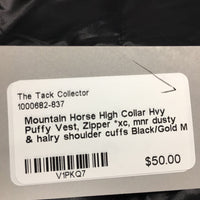 The Tack Collector
1000682-837
Mountain Horse High Collar Hvy
Puffy Vest, Zipper *xc, mnr dusty
& hairy shoulder cuffs Black/Gold M
$50.00
V1PKQ7